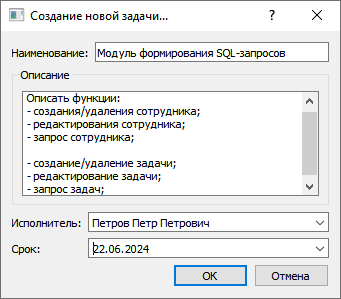 Создание новой задачи...
Наименование: Модуль формирования SQL-запросов
Описание
Описать функции:
- создания/удаления сотрудника;
- редактирования сотрудника;
- запрос сотрудника;
- создание/удаление задачи;
- редактирование задачи;
- запрос задач;
Исполнитель: Петров Петр Петрович
Срок: 22.06.2024
OK Отмена